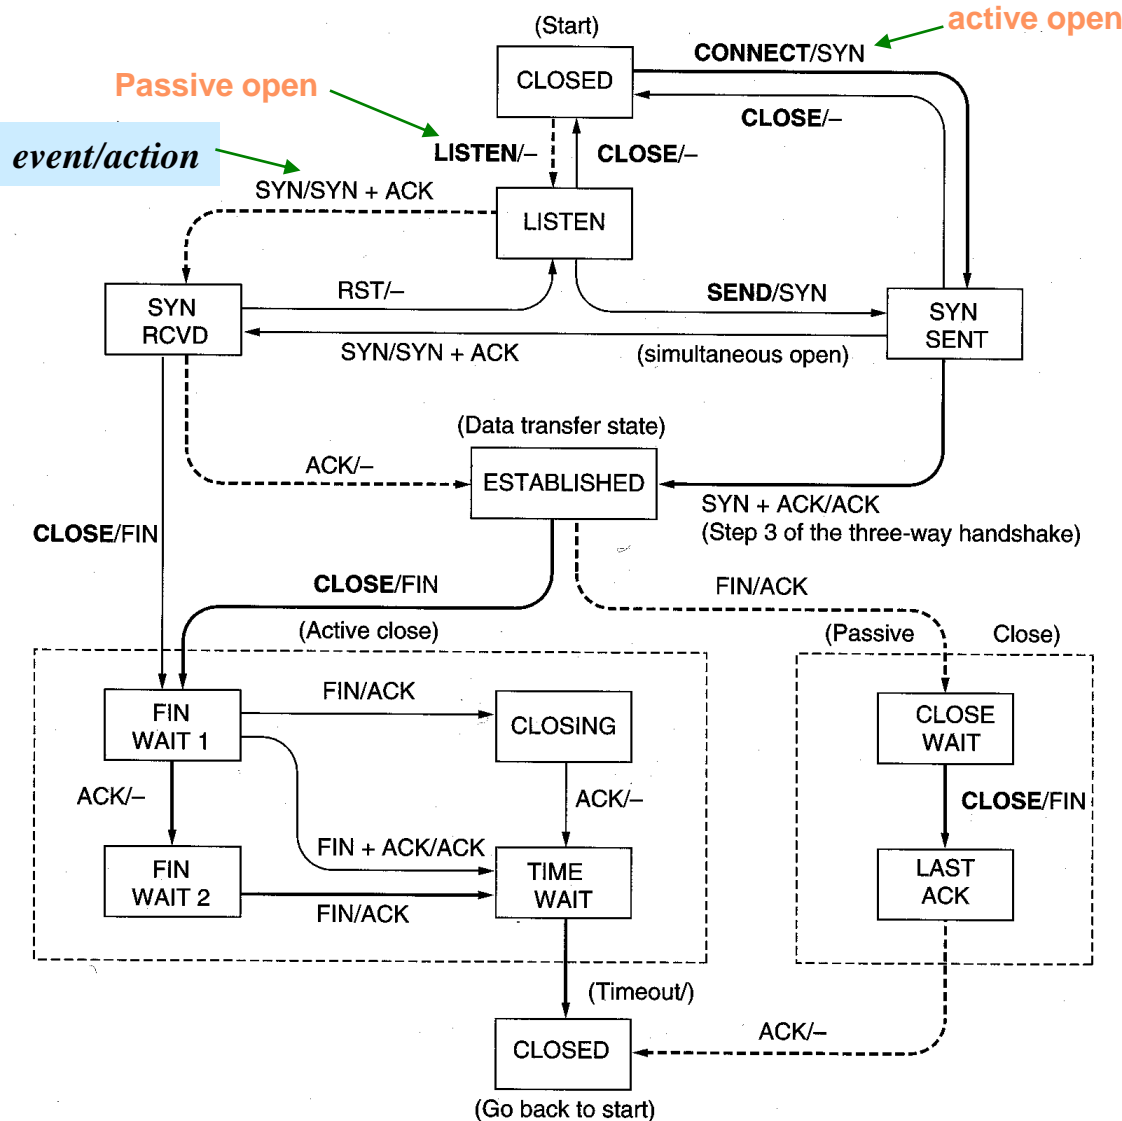 active open
(Start)
CONNECT/SYN
CLOSED
Passive open
CLOSE/–
LISTEN/–
CLOSE/–
event/action
SYN/SYN + ACK
LISTEN
RST/–
SEND/SYN
SYN
RCVD
SYN
SENT
SYN/SYN + ACK
(simultaneous open)
(Data transfer state)
ACK/–
ESTABLISHED
SYN + ACK/ACK
(Step 3 of the three-way handshake)
CLOSE/FIN
CLOSE/FIN
FIN/ACK
(Active close)
(Passive Close)
FIN
WAIT 1
FIN/ACK
CLOSING
CLOSE
WAIT
ACK/–
ACK/–
CLOSE/FIN
FIN + ACK/ACK
FIN
WAIT 2
TIME
WAIT
LAST
ACK
FIN/ACK
(Timeout/)
ACK/–
CLOSED
(Go back to start)